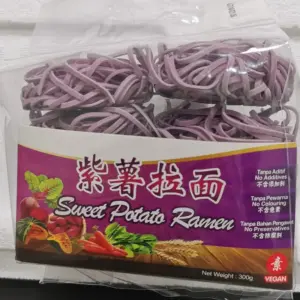 紫薯拉面
Sweet Potato Ramen
Tanpa Aditif
No Additives
不含添加剂
Tanpa Pewarna
No Colouring
不含色素
Tanpa Bahan Pengawet
No Preservatives
不含防腐剂
Net Weight : 300g
素
VEGAN